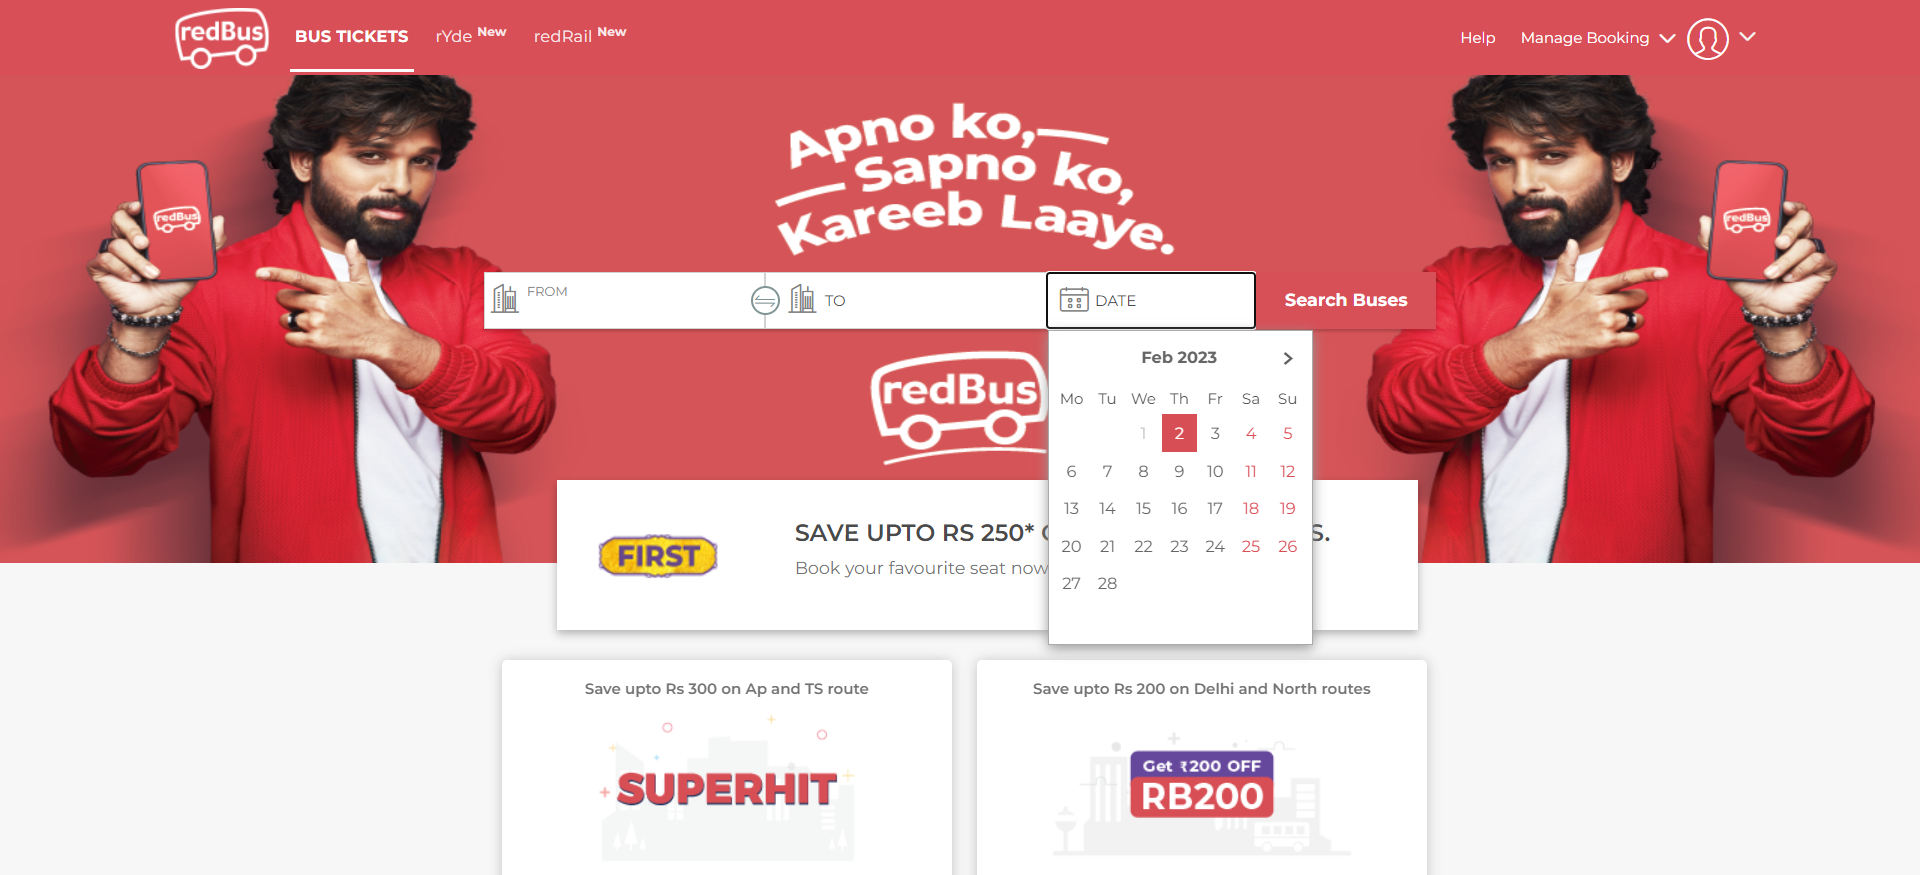 redBus
BUS TICKETS
rYde New
redRail New
Help
Manage Booking
Apno ko,
Sapno ko,
Kareeb Laaye.
redBus
redBus
FROM
TO
DATE
Search Buses
redBus
Feb 2023
Mo Tu We Th Fr Sa Su
1 2 3 4 5
6 7 8 9 10 11 12
13 14 15 16 17 18 19
20 21 22 23 24 25 26
27 28
FIRST
SAVE UPTO RS 250*
S.
Book your favourite seat now
Save upto Rs 300 on Ap and TS route
SUPERHIT
Save upto Rs 200 on Delhi and North routes
Get ₹200 OFF
RB200